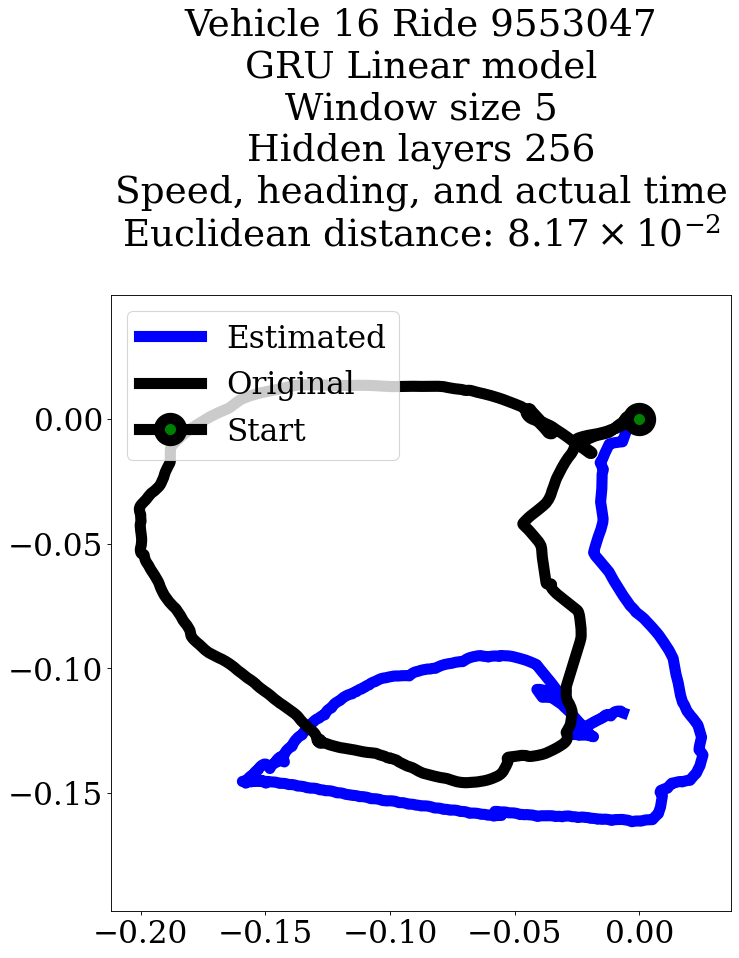 Vehicle 16 Ride 9553047
GRU Linear model
Window size 5
Hidden layers 256
Speed, heading, and actual time
Euclidean distance: 8.17 × 10⁻²
Estimated
Original
Start
0.00
−0.05
−0.10
−0.15
−0.20 −0.15 −0.10 −0.05 0.00